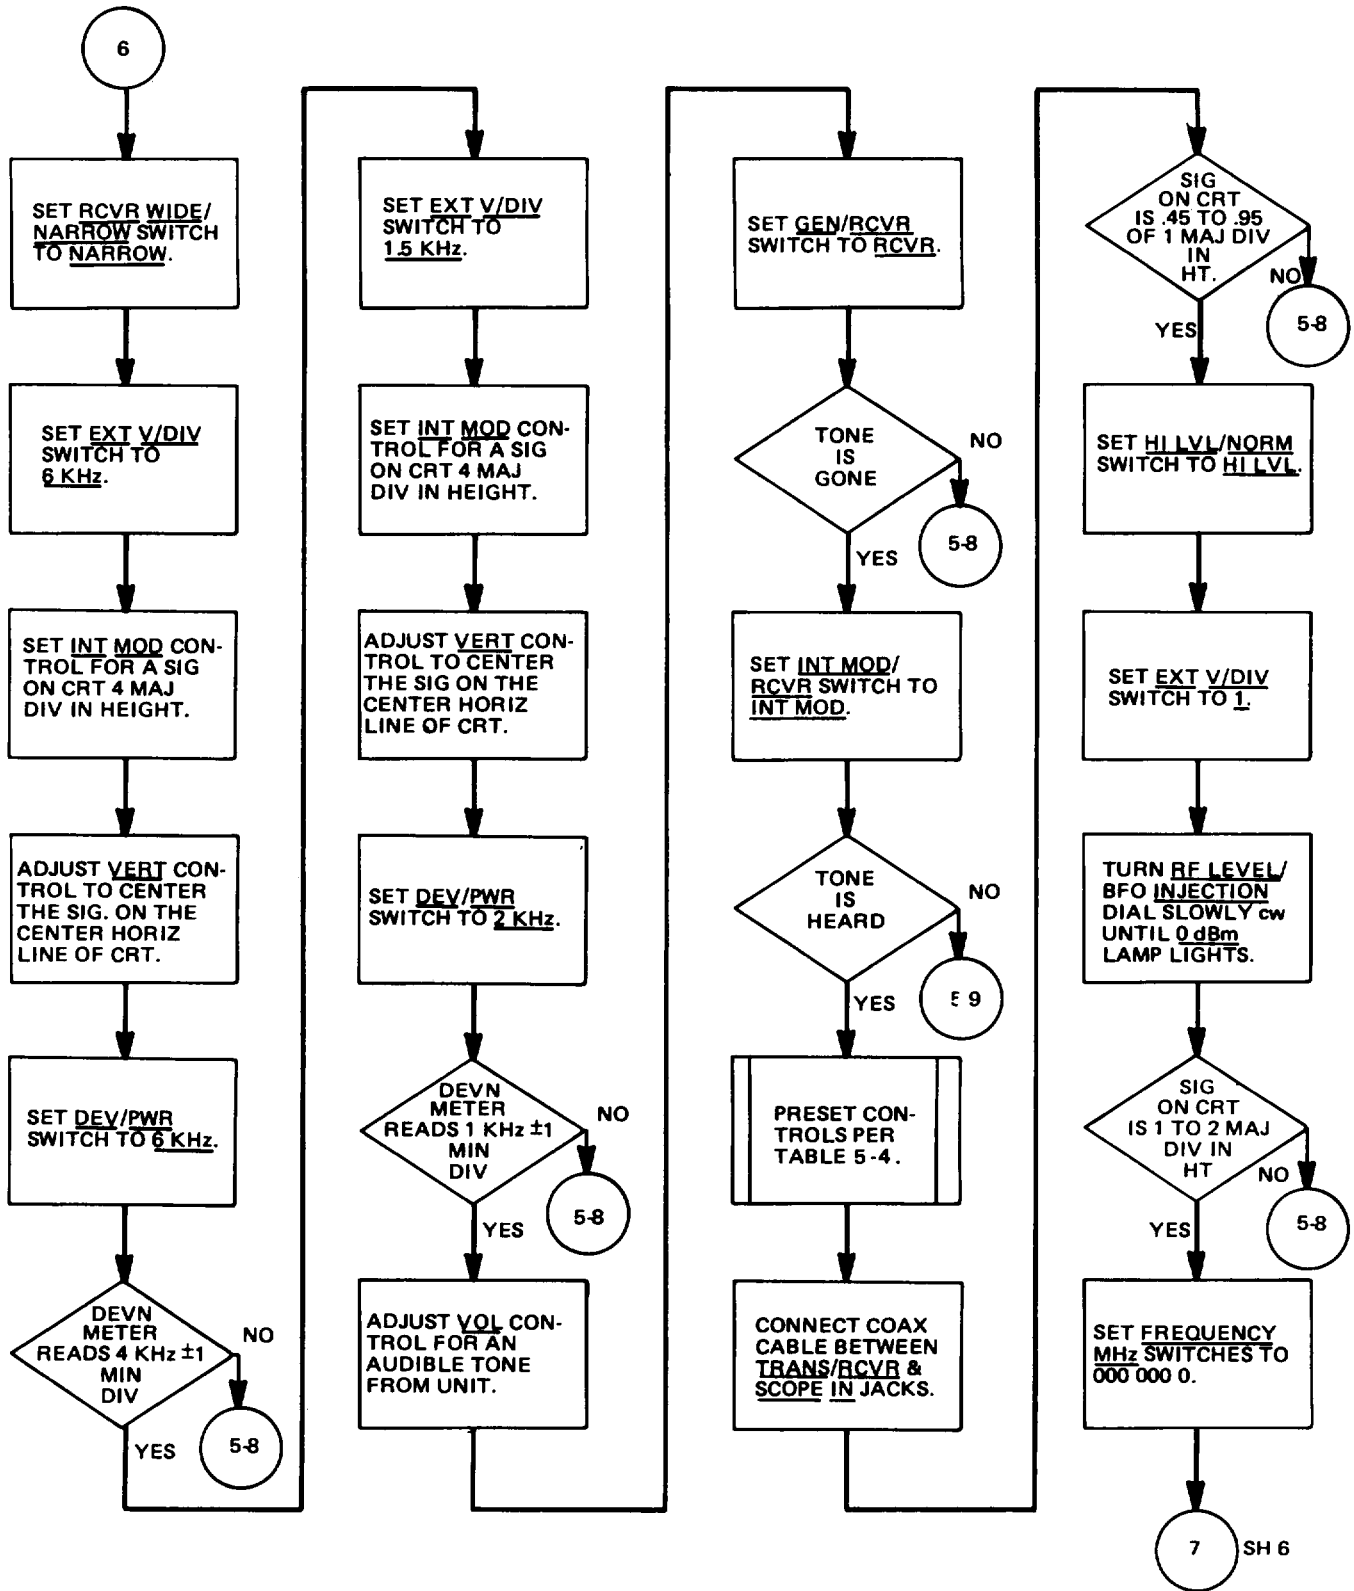 6
SET RCVR WIDE/
NARROW SWITCH
TO NARROW.
SET EXT V/DIV
SWITCH TO
6 KHz.
SET INT MOD CON-
TROL FOR A SIG
ON CRT 4 MAJ
DIV IN HEIGHT.
ADJUST VERT CON-
TROL TO CENTER
THE SIG. ON THE
CENTER HORIZ
LINE OF CRT.
SET DEV/PWR
SWITCH TO 6 KHz.
DEVN
METER
READS 4 KHz ±1
MIN
DIV
NO
5-8
YES
SET EXT V/DIV
SWITCH TO
1.5 KHz.
SET INT MOD CON-
TROL FOR A SIG
ON CRT 4 MAJ
DIV IN HEIGHT.
ADJUST VERT CON-
TROL TO CENTER
THE SIG ON THE
CENTER HORIZ
LINE OF CRT.
SET DEV/PWR
SWITCH TO 2 KHz.
DEVN
METER
READS 1 KHz ±1
MIN
DIV
NO
5-8
YES
ADJUST VOL CON-
TROL FOR AN
AUDIBLE TONE
FROM UNIT.
SET GEN/RCVR
SWITCH TO RCVR.
TONE
IS
GONE
NO
5-8
YES
SET INT MOD/
RCVR SWITCH TO
INT MOD.
TONE
IS
HEARD
NO
9
YES
PRESET CON-
TROLS PER
TABLE 5-4.
CONNECT COAX
CABLE BETWEEN
TRANS/RCVR &
SCOPE IN JACKS.
SIG
ON CRT
IS .45 TO .95
OF 1 MAJ DIV
IN
HT.
NO
5-8
YES
SET HI LVL/NORM
SWITCH TO HI LVL.
SET EXT V/DIV
SWITCH TO 1.
TURN RF LEVEL/
BFO INJECTION
DIAL SLOWLY cw
UNTIL 0 dBm
LAMP LIGHTS.
SIG
ON CRT
IS 1 TO 2 MAJ
DIV IN
HT
NO
5-8
YES
SET FREQUENCY
MHz SWITCHES TO
000 000 0.
7
SH 6